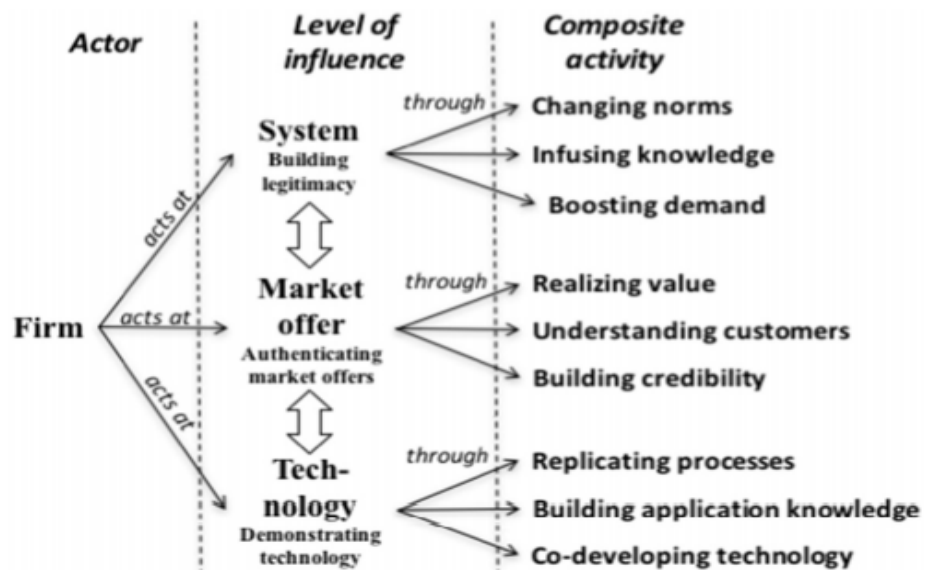 Actor
Level of
influence
Composite
activity
System
Building
legitimacy
through
Changing norms
Infusing knowledge
Boosting demand
acts at
Firm
acts at
Market
offer
Authenticating
market offers
through
Realizing value
Understanding customers
Building credibility
acts at
Tech-
nology
Demonstrating
technology
through
Replicating processes
Building application knowledge
Co-developing technology